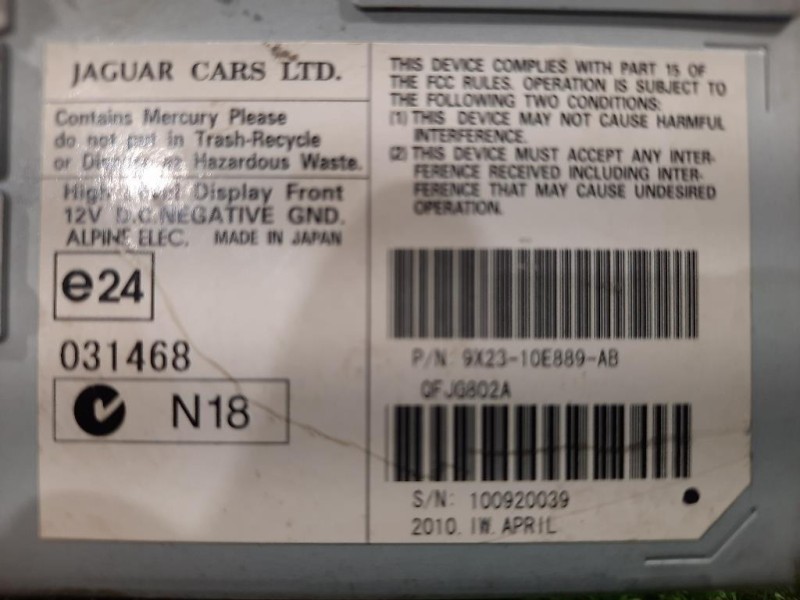 JAGUAR CARS LTD.
Contains Mercury Please
do not put in Trash-Recycle
or as Hazardous Waste.
High Display Front
12V D.C.NEGATIVE GND.
ALPINE ELEC. MADE IN JAPAN
e24
031468
N18
THIS DEVICE COMPLIES WITH PART 15 OF
THE FCC RULES. OPERATION IS SUBJECT TO
THE FOLLOWING TWO CONDITIONS:
(1) THIS DEVICE MAY NOT CAUSE HARMFUL
INTERFERENCE.
(2) THIS DEVICE MUST ACCEPT ANY INTER-
FERENCE RECEIVED INCLUDING INTER-
FERENCE THAT MAY CAUSE UNDESIRED
OPERATION.
P/N: 9X23-10E889-AB
QFJG802A
S/N: 100920039
2010. IW. APRIL